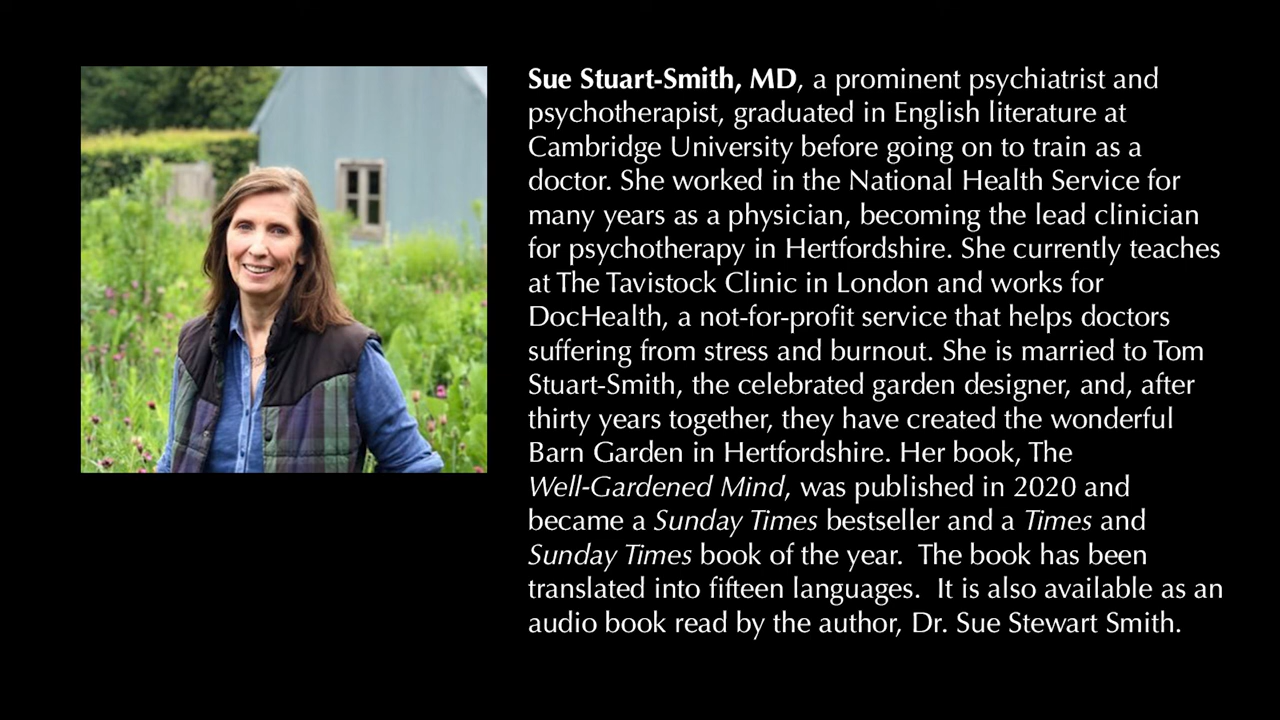 Sue Stuart-Smith, MD, a prominent psychiatrist and
psychotherapist, graduated in English literature at
Cambridge University before going on to train as a
doctor. She worked in the National Health Service for
many years as a physician, becoming the lead clinician
for psychotherapy in Hertfordshire. She currently teaches
at The Tavistock Clinic in London and works for
DocHealth, a not-for-profit service that helps doctors
suffering from stress and burnout. She is married to Tom
Stuart-Smith, the celebrated garden designer, and, after
thirty years together, they have created the wonderful
Barn Garden in Hertfordshire. Her book, The
Well-Gardened Mind, was published in 2020 and
became a Sunday Times bestseller and a Times and
Sunday Times book of the year.  The book has been
translated into fifteen languages.  It is also available as an
audio book read by the author, Dr. Sue Stewart Smith.